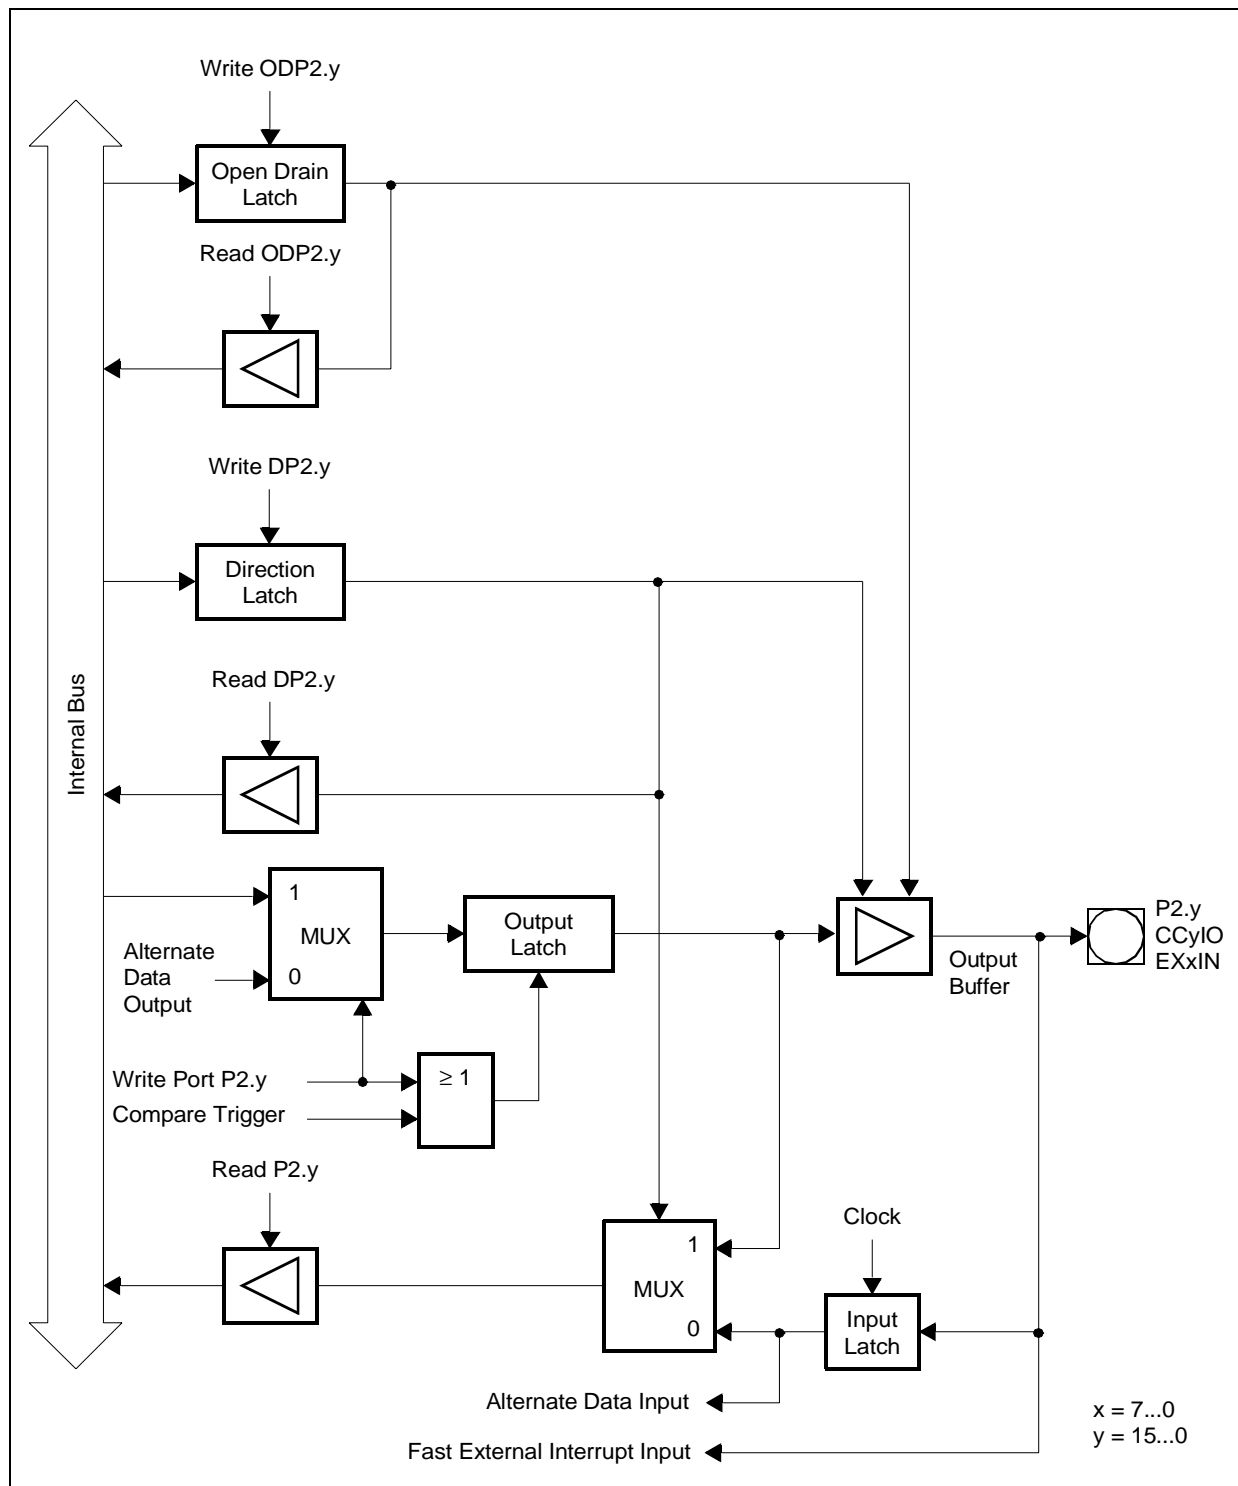 Write ODP2.y
Open Drain
Latch
Read ODP2.y
Write DP2.y
Direction
Latch
Internal Bus
Read DP2.y
1
MUX
0
Alternate
Data
Output
Output
Latch
Output
Buffer
P2.y
CCyIO
EXxIN
Write Port P2.y
Compare Trigger
≥ 1
Read P2.y
1
MUX
0
Clock
Input
Latch
Alternate Data Input
Fast External Interrupt Input
x = 7...0
y = 15...0